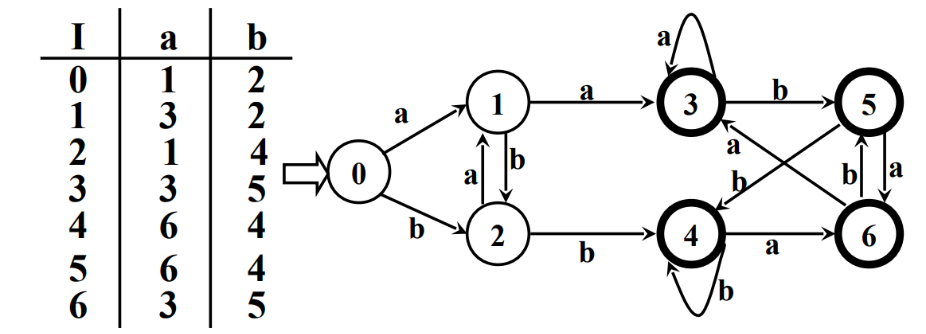 I a b
0 1 2
1 3 2
2 1 4
3 3 5
4 6 4
5 6 4
6 3 5
a
a 1 a 3 b 5
0 a b a b b a
b 2 b 4 a 6
b